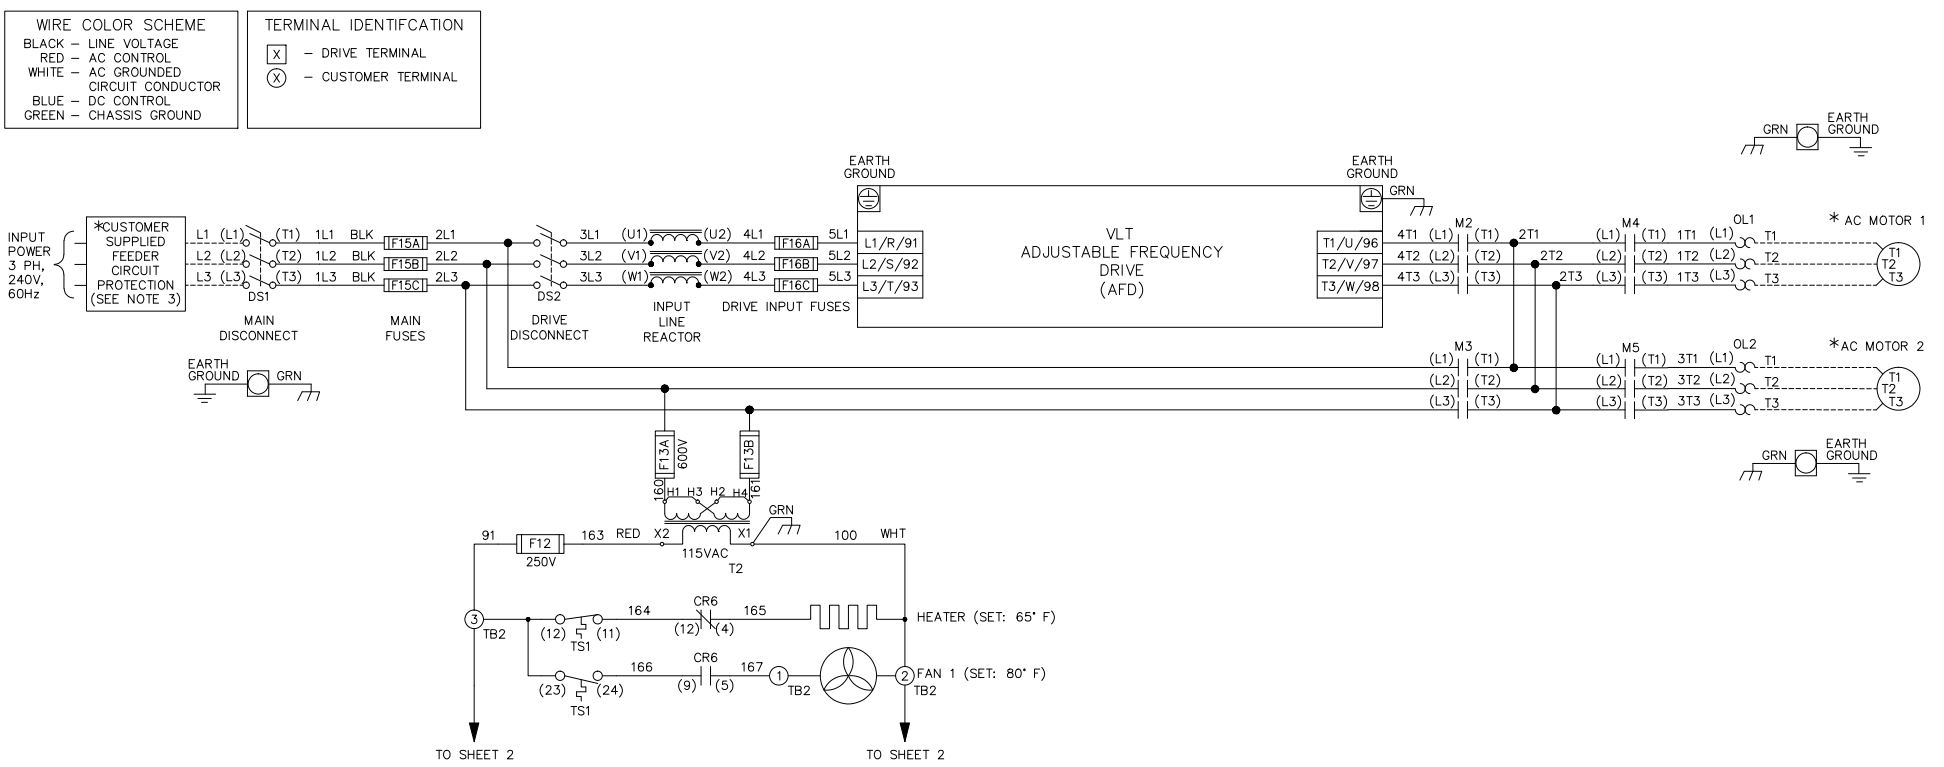 WIRE COLOR SCHEME
BLACK – LINE VOLTAGE
RED – AC CONTROL
WHITE – AC GROUNDED
CIRCUIT CONDUCTOR
BLUE – DC CONTROL
GREEN – CHASSIS GROUND
TERMINAL IDENTIFCATION
X – DRIVE TERMINAL
X – CUSTOMER TERMINAL
GRN
EARTH
GROUND
INPUT
POWER
3 PH,
240V,
60Hz
*CUSTOMER
SUPPLIED
FEEDER
CIRCUIT
PROTECTION
(SEE NOTE 3)
L1 (L1) (T1) 1L1 BLK F15A 2L1
L2 (L2) (T2) 1L2 BLK F15B 2L2
L3 (L3) (T3) 1L3 BLK F15C 2L3
DS1
MAIN
DISCONNECT
MAIN
FUSES
3L1 (U1) (U2) 4L1 F16A 5L1
3L2 (V1) (V2) 4L2 F16B 5L2
3L3 (W1) (W2) 4L3 F16C 5L3
DS2
DRIVE
DISCONNECT
INPUT
LINE
REACTOR
DRIVE INPUT FUSES
EARTH
GROUND
L1/R/91
L2/S/92
L3/T/93
VLT
ADJUSTABLE FREQUENCY
DRIVE
(AFD)
EARTH
GROUND
GRN
T1/U/96
T2/V/97
T3/W/98
M2 M4 OL1
4T1 (L1) (T1) 2T1 (L1) (T1) 1T1 (L1) T1
4T2 (L2) (T2) 2T2 (L2) (T2) 1T2 (L2) T2
4T3 (L3) (T3) 2T3 (L3) (T3) 1T3 (L3) T3
* AC MOTOR 1
T1
T2
T3
EARTH
GROUND
GRN
M3 M5 OL2
(L1) (T1) (L1) (T1) 3T1 (L1) T1
(L2) (T2) (L2) (T2) 3T2 (L2) T2
(L3) (T3) (L3) (T3) 3T3 (L3) T3
*AC MOTOR 2
T1
T2
T3
GRN
EARTH
GROUND
F13A
600V
F13B
160
161
H1 H3 H2 H4
GRN
91 F12 163 RED X2 X1 100 WHT
250V
115VAC
T2
3
TB2
(12) (11)
TS1
164
CR6
(12) (4)
165
HEATER (SET: 65° F)
(23) (24)
TS1
166
CR6
(9) (5)
167
1
TB2
2
TB2
FAN 1 (SET: 80° F)
TO SHEET 2
TO SHEET 2